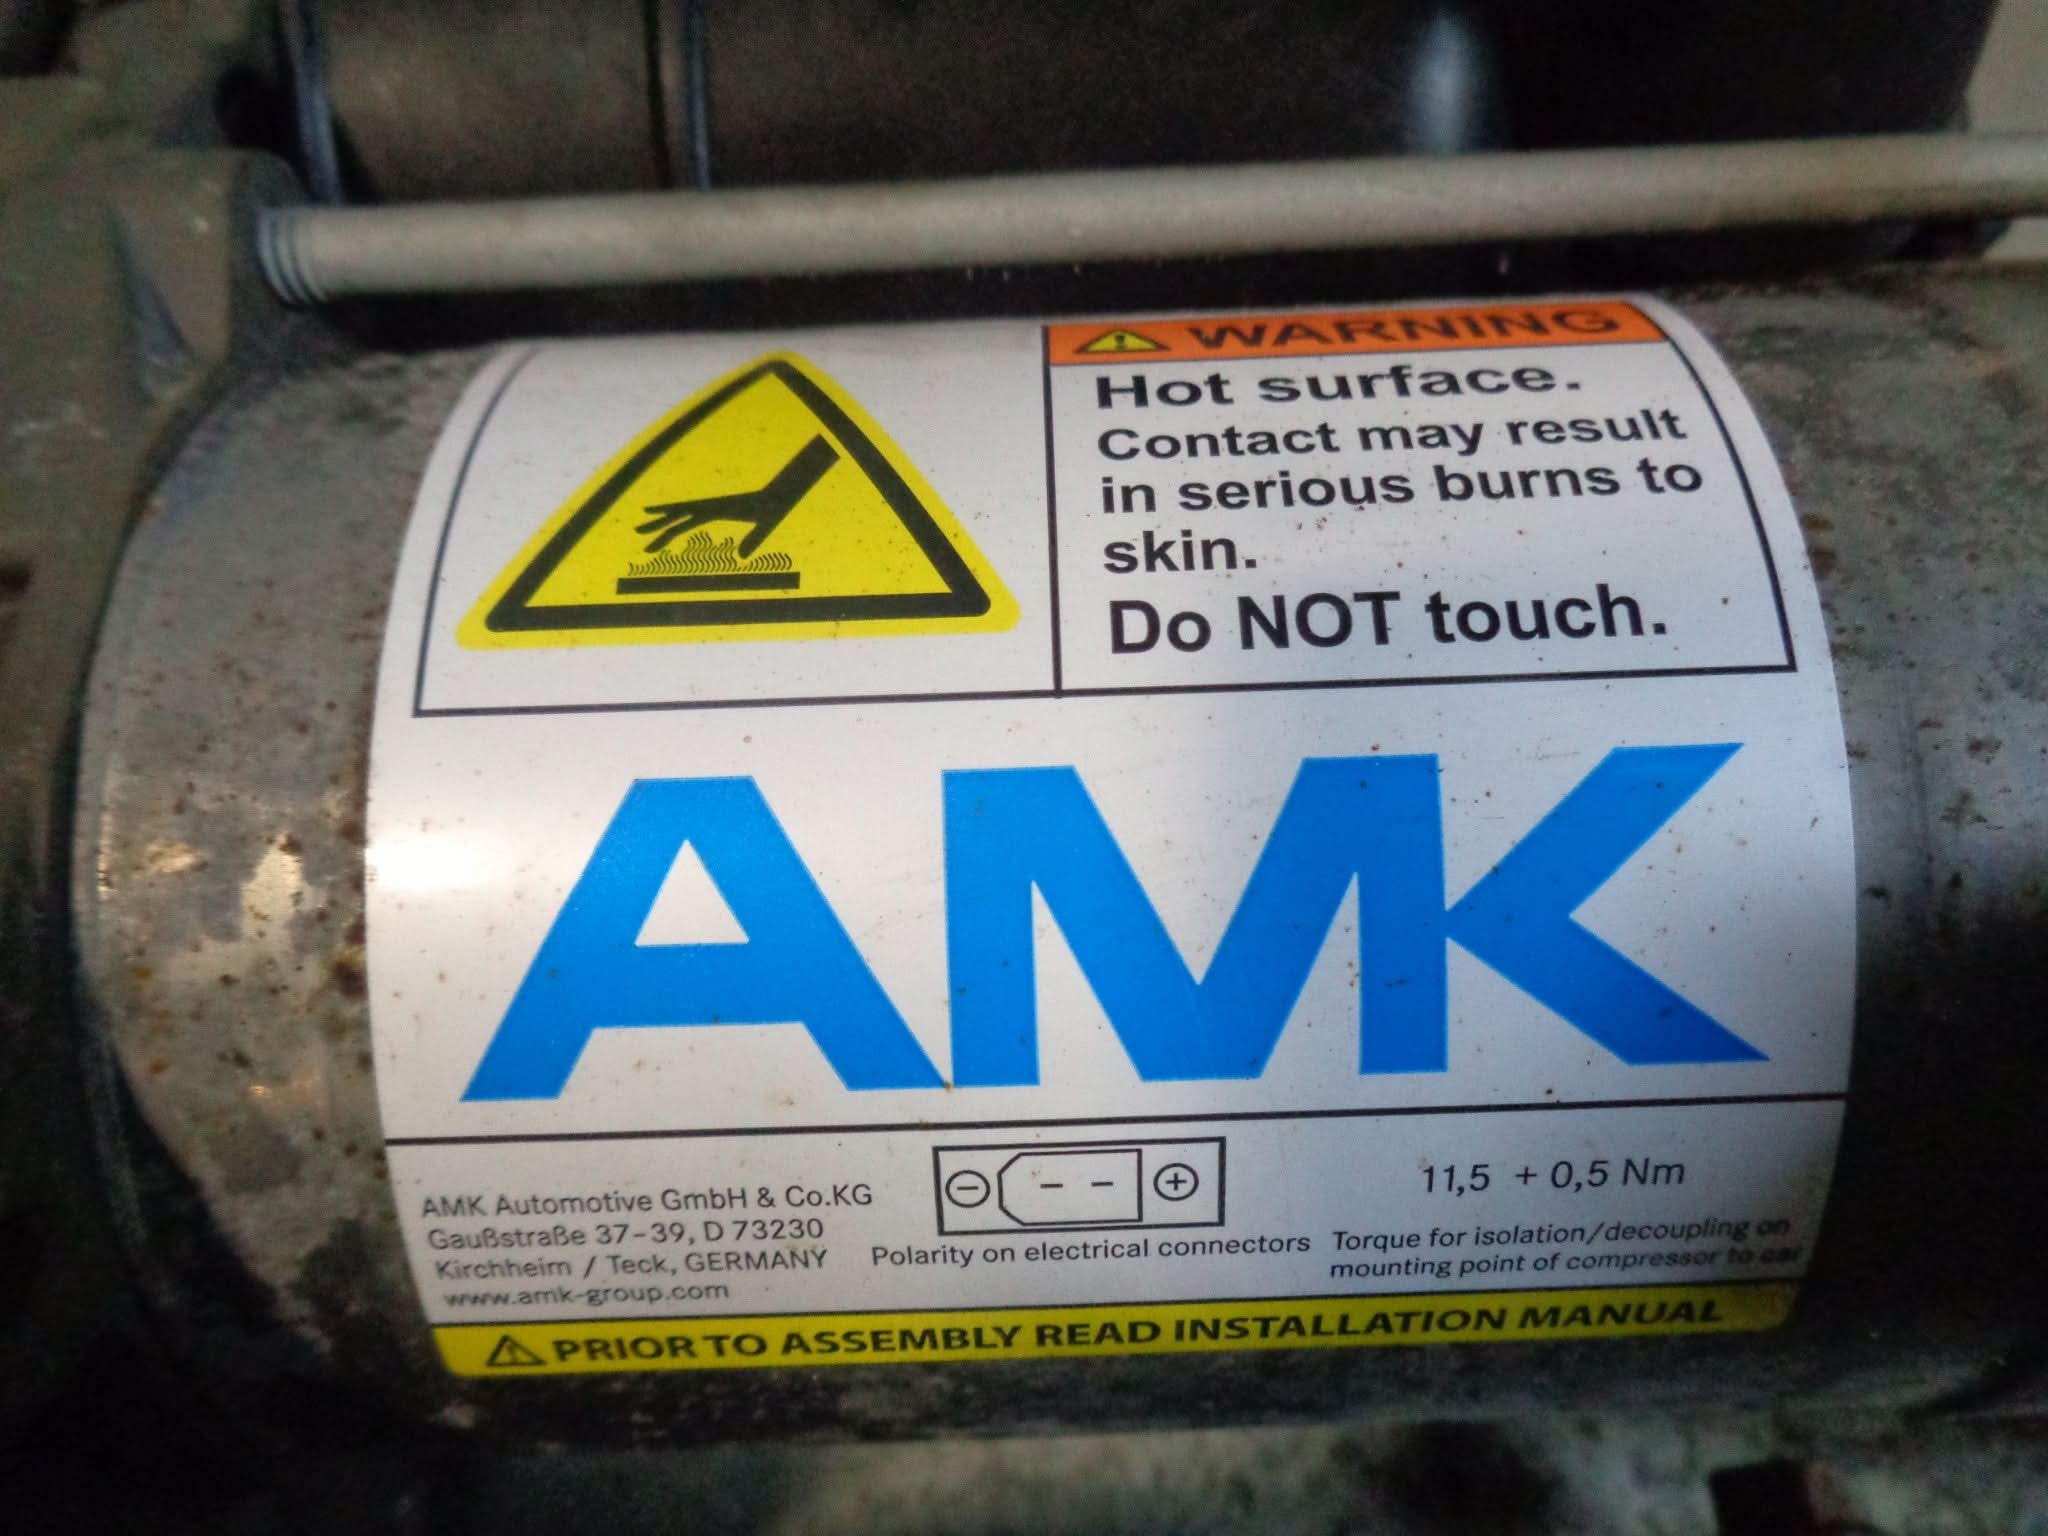 WARNING
Hot surface.
Contact may result
in serious burns to
skin.
Do NOT touch.
AMK
AMK Automotive GmbH & Co.KG
Gaußstraße 37-39, D 73230
Kirchheim / Teck, GERMANY
www.amk-group.com
Polarity on electrical connectors
11,5 + 0,5 Nm
Torque for isolation/decoupling on
mounting point of compressor to car
PRIOR TO ASSEMBLY READ INSTALLATION MANUAL